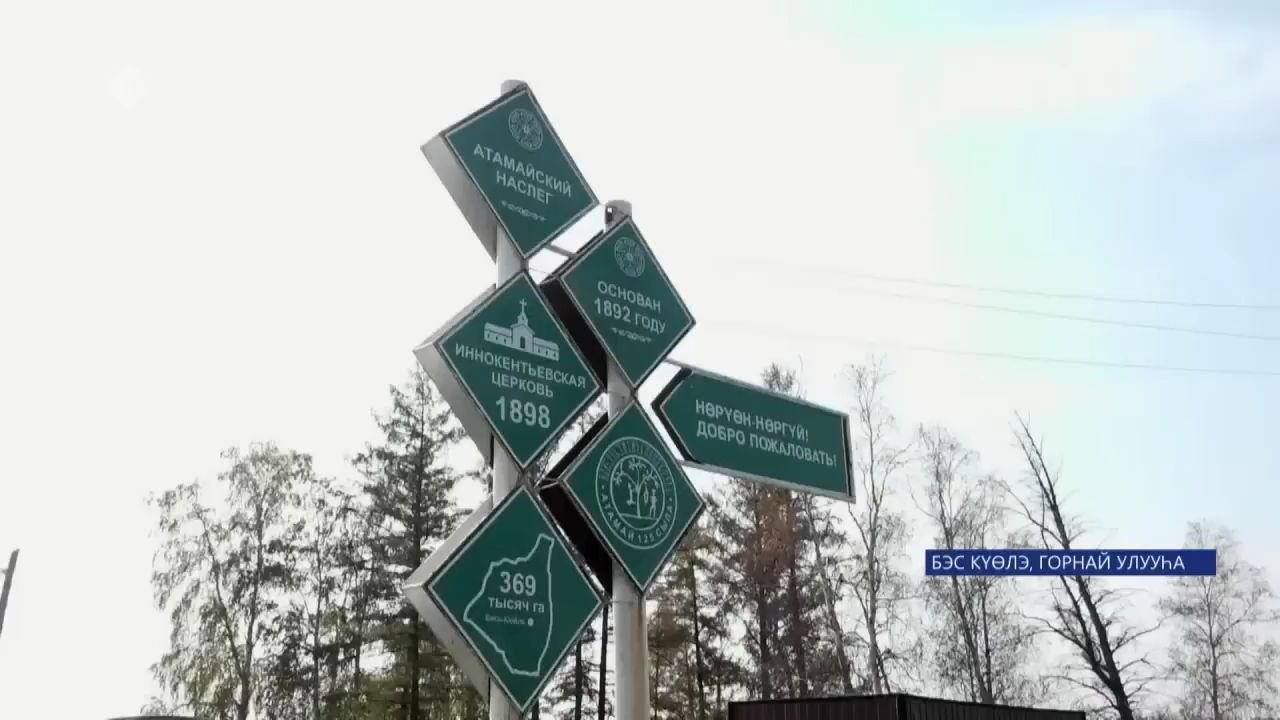 АТАМАЙСКИЙ
НАСЛЕГ
ОСНОВАН
1892 ГОДУ
ИННОКЕНТЬЕВСКАЯ
ЦЕРКОВЬ
1898
НӨРҮӨН-НӨРГҮЙ!
ДОБРО ПОЖАЛОВАТЬ!
АТАМАЙ 125 СЫЛА
369
ТЫСЯЧ ГА
БЭС КҮӨЛЭ, ГОРНАЙ УЛУУҺА